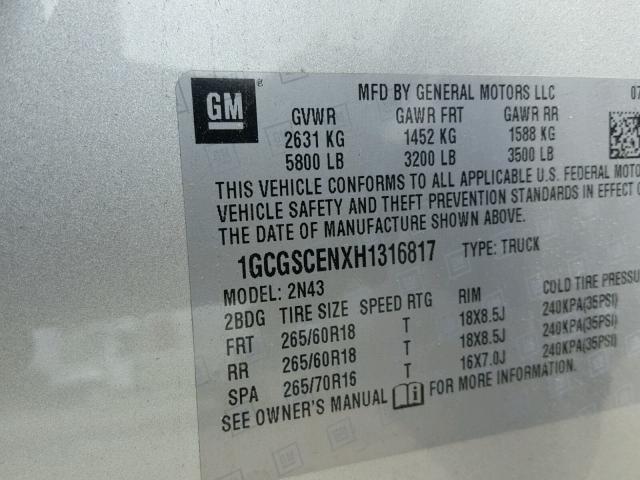 GM
MFD BY GENERAL MOTORS LLC 07
GVWR GAWR FRT GAWR RR
2631 KG 1452 KG 1588 KG
5800 LB 3200 LB 3500 LB
THIS VEHICLE CONFORMS TO ALL APPLICABLE U.S. FEDERAL MOTO
VEHICLE SAFETY AND THEFT PREVENTION STANDARDS IN EFFECT O
THE DATE OF MANUFACTURE SHOWN ABOVE.
1GCGSCENXH1316817 TYPE: TRUCK
MODEL: 2N43
2BDG TIRE SIZE SPEED RTG RIM COLD TIRE PRESSU
FRT 265/60R18 T 18X8.5J 240KPA(35PSI)
RR 265/60R18 T 18X8.5J 240KPA(35PSI)
SPA 265/70R16 T 16X7.0J 240KPA(35PSI)
SEE OWNER'S MANUAL FOR MORE INFORMATION.